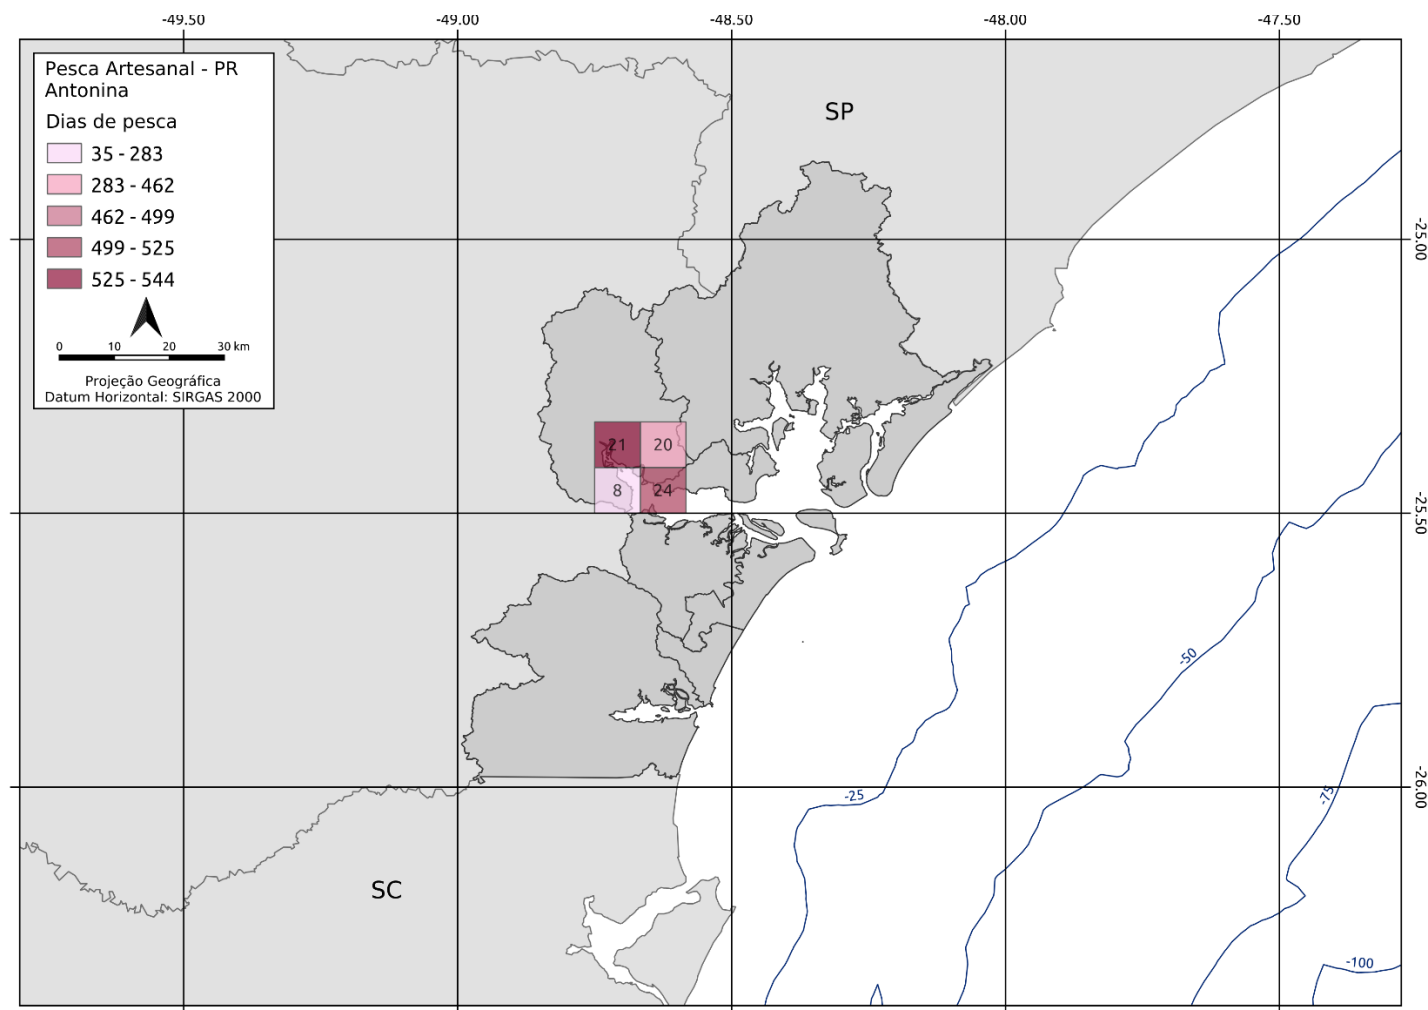 -49.50 -49.00 -48.50 -48.00 -47.50
Pesca Artesanal - PR
Antonina
Dias de pesca
35 - 283
283 - 462
462 - 499
499 - 525
525 - 544
0 10 20 30 km
Projeção Geográfica
Datum Horizontal: SIRGAS 2000
SP
-25.00
21 20
8 24
-25.50
-50
-25
-75
-26.00
SC
-100